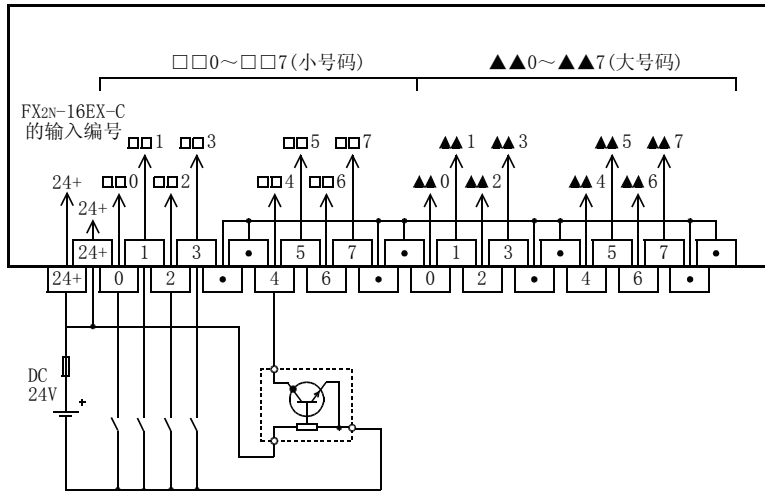 □□0～□□7(小号码) ▲▲0～▲▲7(大号码)
FX2N-16EX-C
的输入编号
□□1 □□3 □□5 □□7 ▲▲1 ▲▲3 ▲▲5 ▲▲7
24+ □□0 □□2 □□4 □□6 ▲▲0 ▲▲2 ▲▲4 ▲▲6
24+
24+ 1 3 • 5 7 • 1 3 • 5 7 •
24+ 0 2 • 4 6 • 0 2 • 4 6 •
DC
24V
+